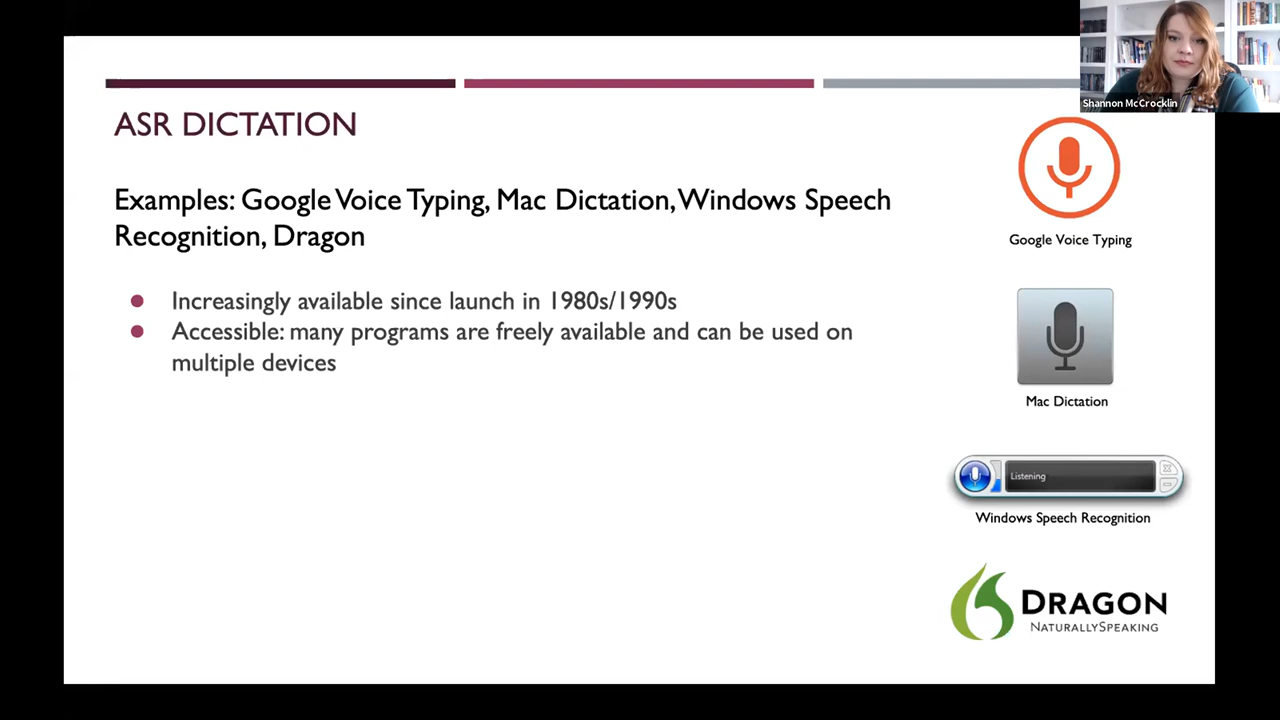 Shannon McCrocklin
ASR DICTATION
Examples: Google Voice Typing, Mac Dictation, Windows Speech
Recognition, Dragon
Increasingly available since launch in 1980s/1990s
Accessible: many programs are freely available and can be used on
multiple devices
Google Voice Typing
Mac Dictation
Listening
Windows Speech Recognition
DRAGON
NATURALLYSPEAKING